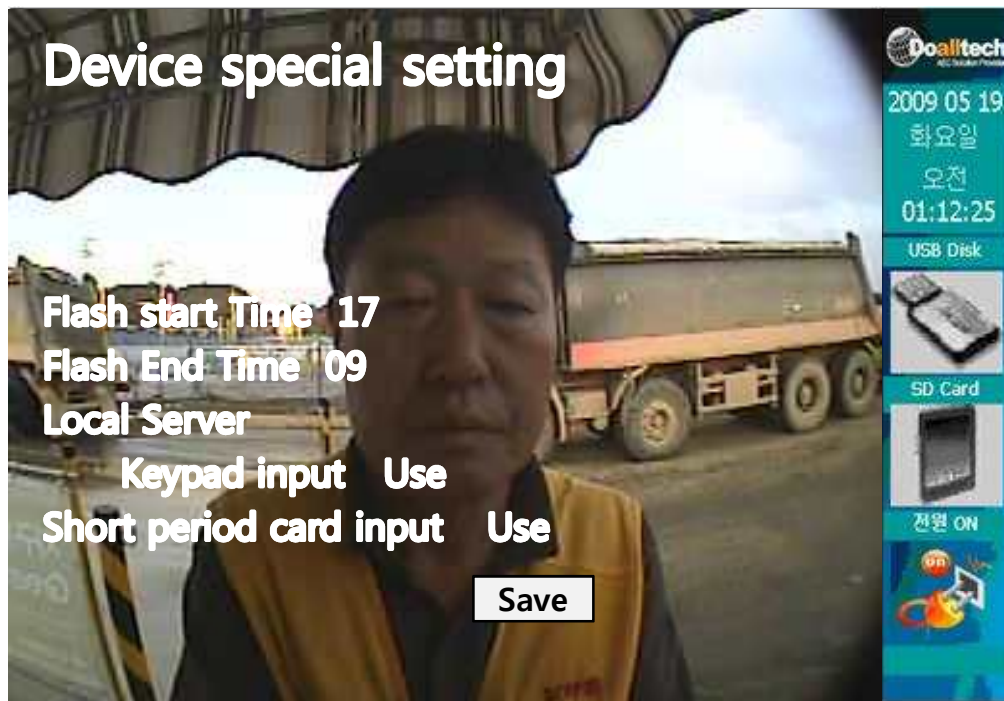 Device special setting
Flash start Time 17
Flash End Time 09
Local Server
Keypad input Use
Short period card input Use
Save
Doalltech
2009 05 19
화요일
오전
01:12:25
USB Disk
SD Card
전원 ON
on